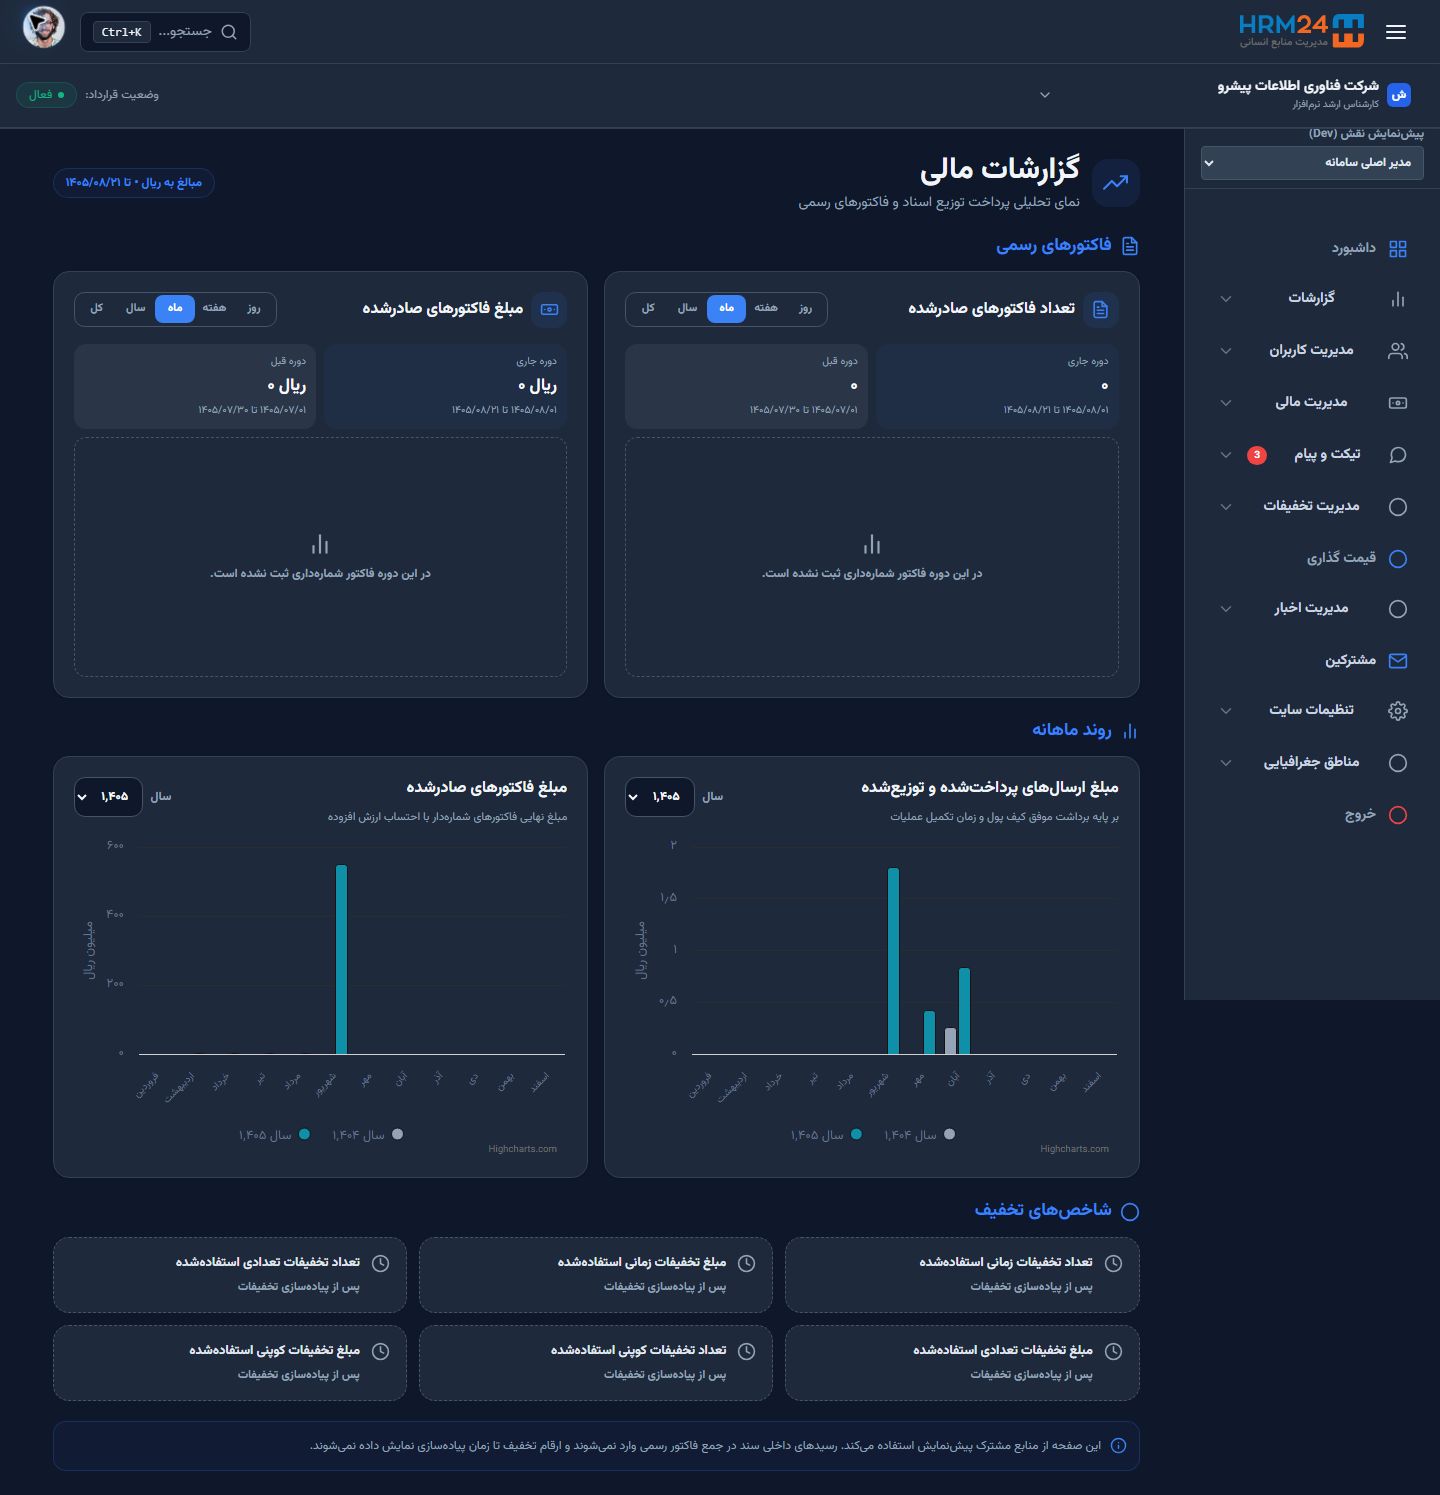 HRM24
مدیریت منابع انسانی
جستجو...
Ctrl+K
ش
شرکت فناوری اطلاعات پیشرو
کارشناس ارشد نرم‌افزار
وضعیت قرارداد:
فعال
پیش‌نمایش نقش (Dev)
مدیر اصلی سامانه
داشبورد
گزارشات
مدیریت کاربران
مدیریت مالی
تیکت و پیام
3
مدیریت تخفیفات
قیمت گذاری
مدیریت اخبار
مشترکین
تنظیمات سایت
مناطق جغرافیایی
خروج
گزارشات مالی
نمای تحلیلی پرداخت توزیع اسناد و فاکتورهای رسمی
مبالغ به ریال • تا ۱۴۰۵/۰۸/۲۱
فاکتورهای رسمی
تعداد فاکتورهای صادرشده
روز
هفته
ماه
سال
کل
دوره جاری
۰
۱۴۰۵/۰۸/۰۱ تا ۱۴۰۵/۰۸/۲۱
دوره قبل
۰
۱۴۰۵/۰۷/۰۱ تا ۱۴۰۵/۰۷/۳۰
در این دوره فاکتور شماره‌داری ثبت نشده است.
مبلغ فاکتورهای صادرشده
روز
هفته
ماه
سال
کل
دوره جاری
ریال ۰
۱۴۰۵/۰۸/۰۱ تا ۱۴۰۵/۰۸/۲۱
دوره قبل
ریال ۰
۱۴۰۵/۰۷/۰۱ تا ۱۴۰۵/۰۷/۳۰
در این دوره فاکتور شماره‌داری ثبت نشده است.
روند ماهانه
مبلغ ارسال‌های پرداخت‌شده و توزیع‌شده
بر پایه برداشت موفق کیف پول و زمان تکمیل عملیات
سال
۱,۴۰۵
میلیون ریال
۲
۱٫۵
۱
۰٫۵
۰
فروردین
اردیبهشت
خرداد
تیر
مرداد
شهریور
مهر
آبان
آذر
دی
بهمن
اسفند
سال ۱,۴۰۴
سال ۱,۴۰۵
Highcharts.com
مبلغ فاکتورهای صادرشده
مبلغ نهایی فاکتورهای شماره‌دار با احتساب ارزش افزوده
سال
۱,۴۰۵
میلیون ریال
۶۰۰
۴۰۰
۲۰۰
۰
فروردین
اردیبهشت
خرداد
تیر
مرداد
شهریور
مهر
آبان
آذر
دی
بهمن
اسفند
سال ۱,۴۰۴
سال ۱,۴۰۵
Highcharts.com
شاخص‌های تخفیف
تعداد تخفیفات زمانی استفاده‌شده
پس از پیاده‌سازی تخفیفات
مبلغ تخفیفات زمانی استفاده‌شده
پس از پیاده‌سازی تخفیفات
تعداد تخفیفات تعدادی استفاده‌شده
پس از پیاده‌سازی تخفیفات
مبلغ تخفیفات تعدادی استفاده‌شده
پس از پیاده‌سازی تخفیفات
تعداد تخفیفات کوپنی استفاده‌شده
پس از پیاده‌سازی تخفیفات
مبلغ تخفیفات کوپنی استفاده‌شده
پس از پیاده‌سازی تخفیفات
این صفحه از منابع مشترک پیش‌نمایش استفاده می‌کند. رسیدهای داخلی سند در جمع فاکتور رسمی وارد نمی‌شوند و ارقام تخفیف تا زمان پیاده‌سازی نمایش داده نمی‌شوند.